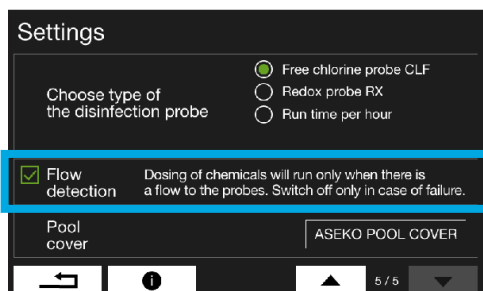 Settings
Choose type of
the disinfection probe
Free chlorine probe CLF
Redox probe RX
Run time per hour
Flow
detection
Dosing of chemicals will run only when there is
a flow to the probes. Switch off only in case of failure.
Pool
cover
ASEKO POOL COVER
i
5/5